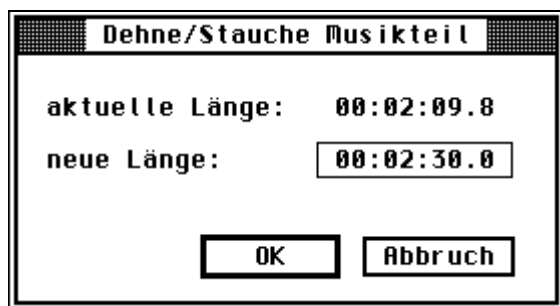 Dehne/Stauche Musikteil
aktuelle Länge: 00:02:09.8
neue Länge: 00:02:30.0
OK Abbruch